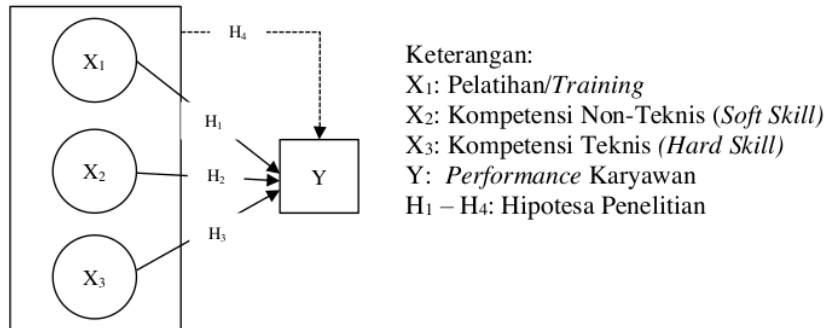 H₄
X₁
H₁
X₂
H₂
Y
H₃
X₃
Keterangan:
X₁: Pelatihan/Training
X₂: Kompetensi Non-Teknis (Soft Skill)
X₃: Kompetensi Teknis (Hard Skill)
Y: Performance Karyawan
H₁ – H₄: Hipotesa Penelitian